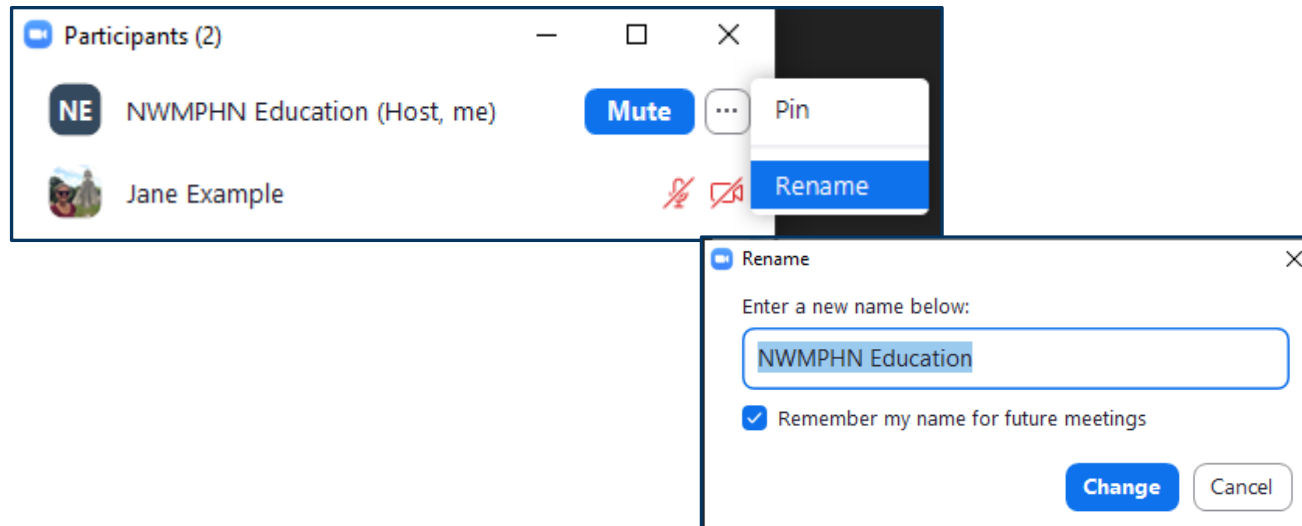 Participants (2)
NE NWMPHN Education (Host, me) Mute ... Pin
Jane Example Rename
Rename
Enter a new name below:
NWMPHN Education
Remember my name for future meetings
Change Cancel